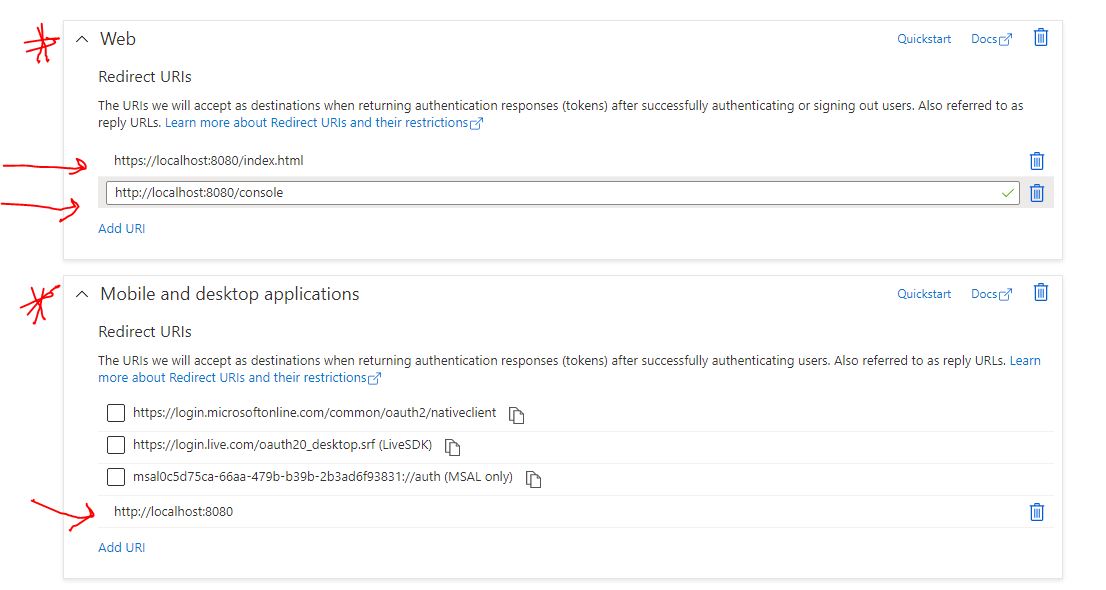 Web
Quickstart
Docs
Redirect URIs
The URIs we will accept as destinations when returning authentication responses (tokens) after successfully authenticating or signing out users. Also referred to as
reply URLs. Learn more about Redirect URIs and their restrictions
https://localhost:8080/index.html
http://localhost:8080/console
Add URI
Mobile and desktop applications
Quickstart
Docs
Redirect URIs
The URIs we will accept as destinations when returning authentication responses (tokens) after successfully authenticating users. Also referred to as reply URLs. Learn
more about Redirect URIs and their restrictions
https://login.microsoftonline.com/common/oauth2/nativeclient
https://login.live.com/oauth20_desktop.srf (LiveSDK)
msal0c5d75ca-66aa-479b-b39b-2b3ad6f93831://auth (MSAL only)
http://localhost:8080
Add URI